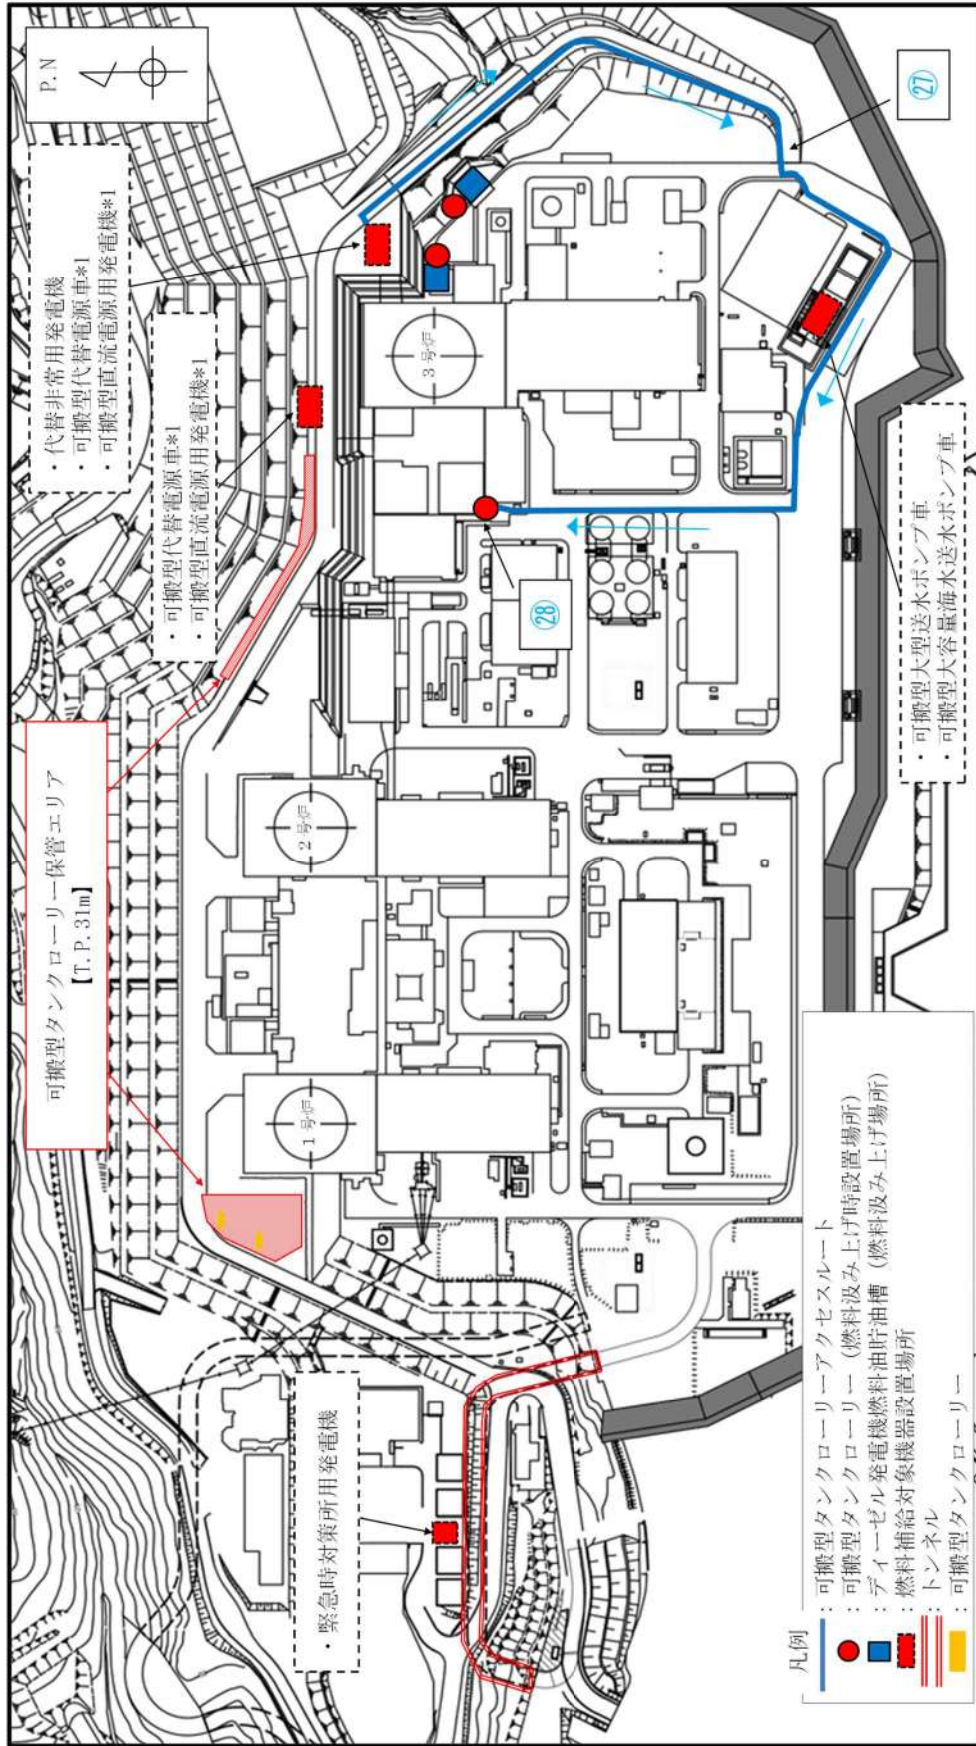 P.N
・代替非常用発電機
・可搬型代替電源車*1
・可搬型直流電源用発電機*1
・可搬型代替電源車*1
・可搬型直流電源用発電機*1
可搬型タンクローリー保管エリア
【T.P.31m】
・緊急時対策所用発電機
㉗
㉘
3号炉
2号炉
1号炉
・可搬型大型送水ポンプ車
・可搬型大容量海水送水ポンプ車
凡例
：可搬型タンクローリーアクセスルート
：可搬型タンクローリー（燃料汲み上げ時設置場所）
：ディーゼル発電機燃料油貯油槽（燃料汲み上げ場所）
：燃料補給対象機器設置場所
：トンネル
：可搬型タンクローリー